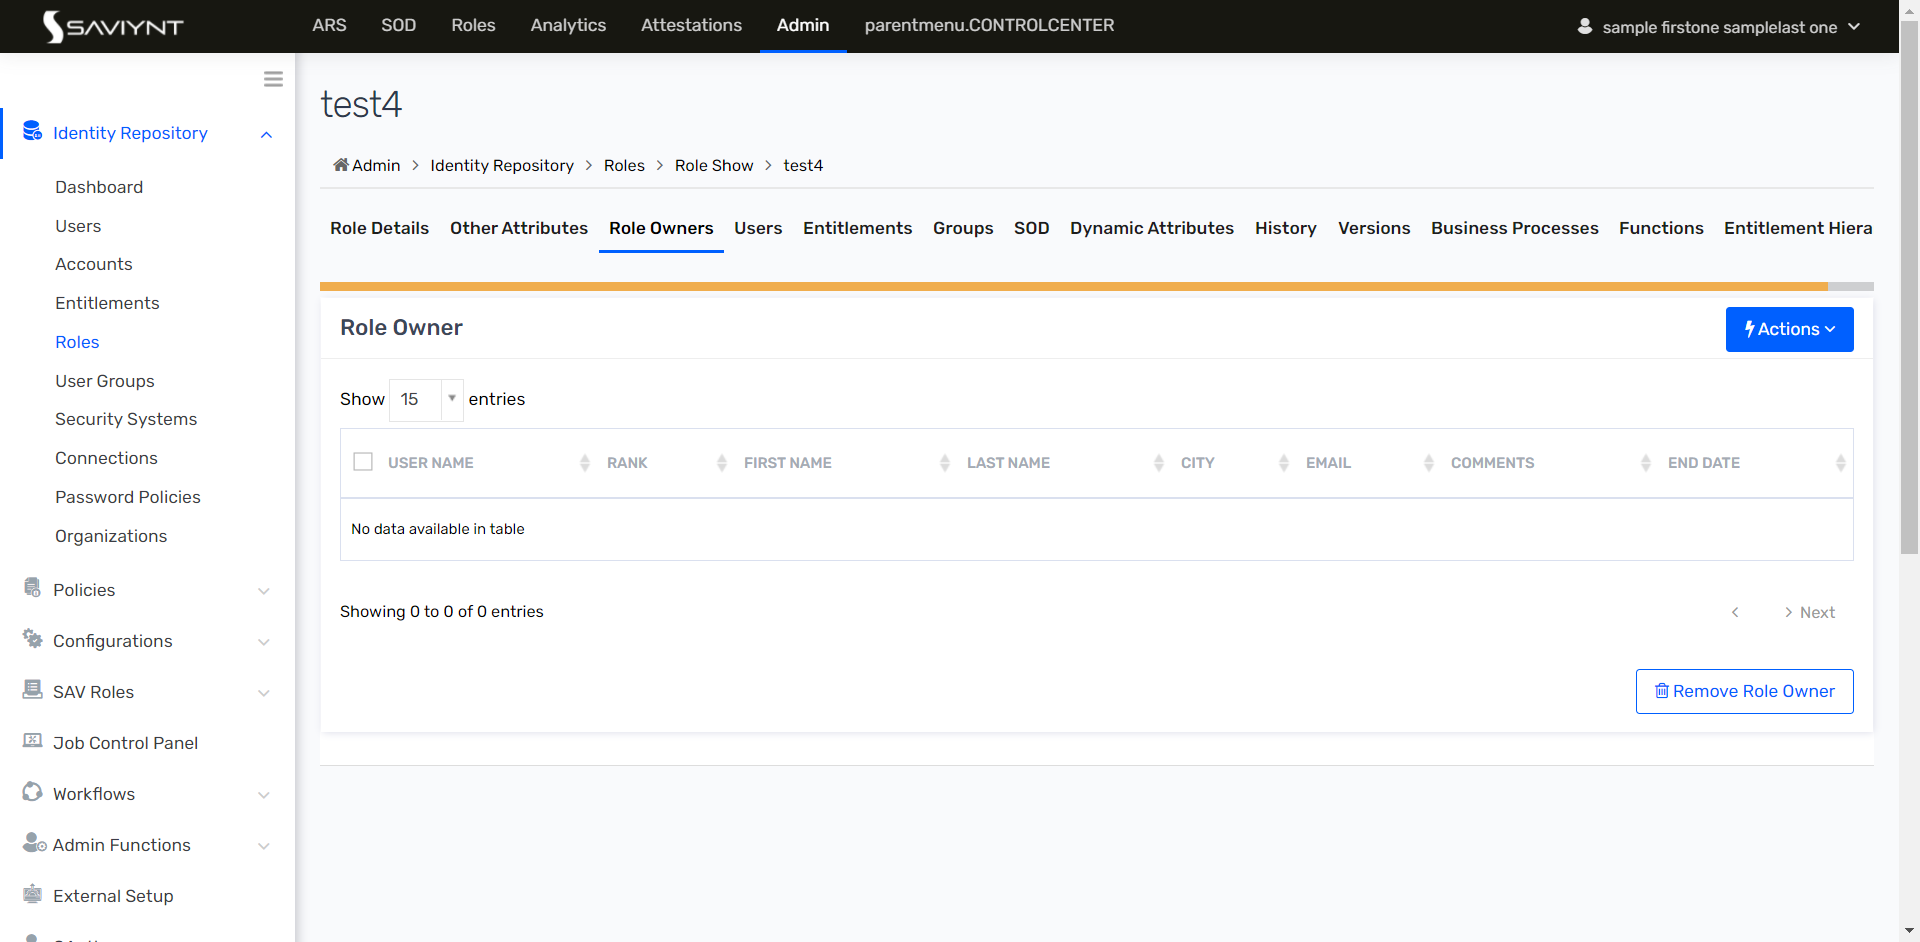 SAVIYNT
ARS SOD Roles Analytics Attestations Admin parentmenu.CONTROLCENTER
sample firstone samplelast one
Identity Repository
Dashboard
Users
Accounts
Entitlements
Roles
User Groups
Security Systems
Connections
Password Policies
Organizations
Policies
Configurations
SAV Roles
Job Control Panel
Workflows
Admin Functions
External Setup
test4
Admin > Identity Repository > Roles > Role Show > test4
Role Details Other Attributes Role Owners Users Entitlements Groups SOD Dynamic Attributes History Versions Business Processes Functions Entitlement Hiera
Role Owner
Actions
Show 15 entries
USER NAME RANK FIRST NAME LAST NAME CITY EMAIL COMMENTS END DATE
No data available in table
Showing 0 to 0 of 0 entries
< > Next
Remove Role Owner